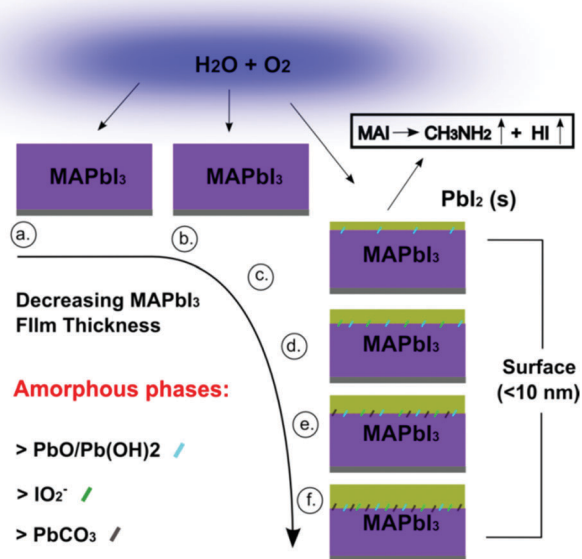 H₂O + O₂
MAI → CH₃NH₂ ↑ + HI ↑
MAPbI₃
MAPbI₃
PbI₂ (s)
a.
b.
MAPbI₃
c.
Decreasing MAPbI₃
FIlm Thickness
d.
MAPbI₃
Surface
(<10 nm)
Amorphous phases:
e.
MAPbI₃
> PbO/Pb(OH)2
> IO₂⁻
f.
MAPbI₃
> PbCO₃